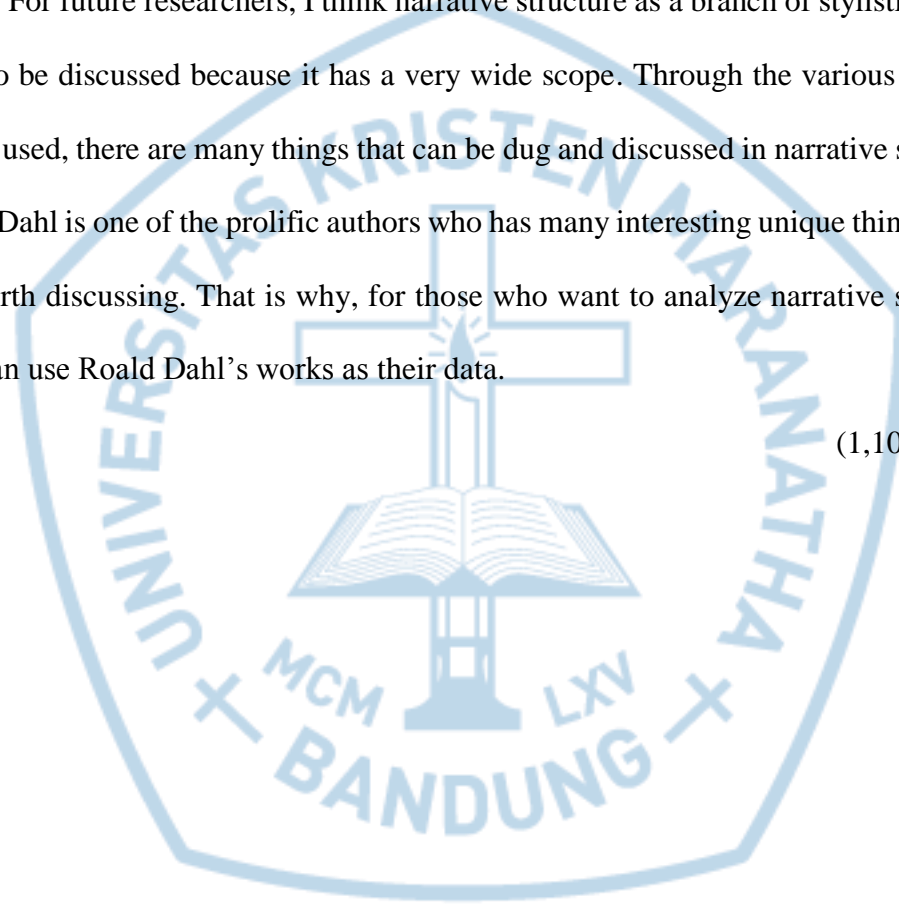 For future researchers, I think narrative structure as a branch of stylisti
o be discussed because it has a very wide scope. Through the various
used, there are many things that can be dug and discussed in narrative s
Dahl is one of the prolific authors who has many interesting unique thin
rth discussing. That is why, for those who want to analyze narrative s
an use Roald Dahl’s works as their data.
(1,10
UNIVERSITAS KRISTEN MARANATHA
MCM LXV
BANDUNG